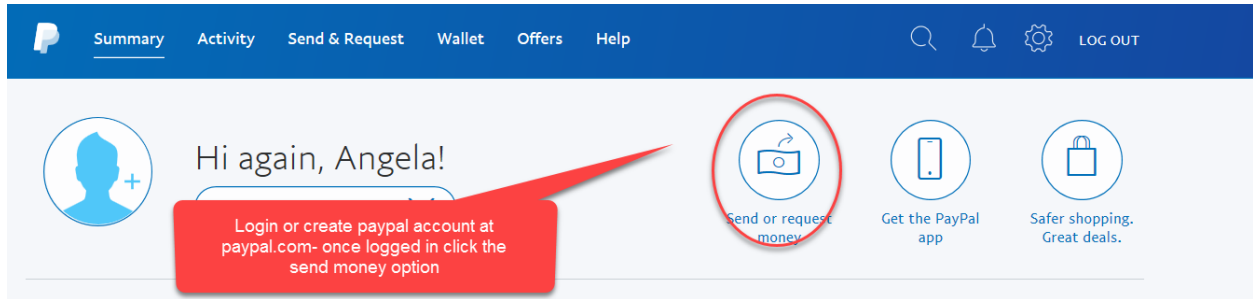 Summary Activity Send & Request Wallet Offers Help LOG OUT
Hi again, Angela!
Login or create paypal account at
paypal.com- once logged in click the
send money option
Send or request
money
Get the PayPal
app
Safer shopping.
Great deals.